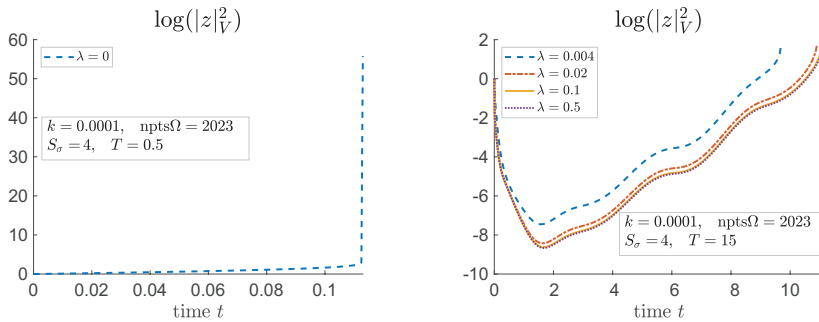 log(|z|²_V)
60
50
40
30
20
10
0
λ = 0
k = 0.0001, nptsΩ = 2023
S_σ = 4, T = 0.5
0 0.02 0.04 0.06 0.08 0.1
time t
log(|z|²_V)
2
0
-2
-4
-6
-8
-10
λ = 0.004
λ = 0.02
λ = 0.1
λ = 0.5
k = 0.0001, nptsΩ = 2023
S_σ = 4, T = 15
0 2 4 6 8 10
time t